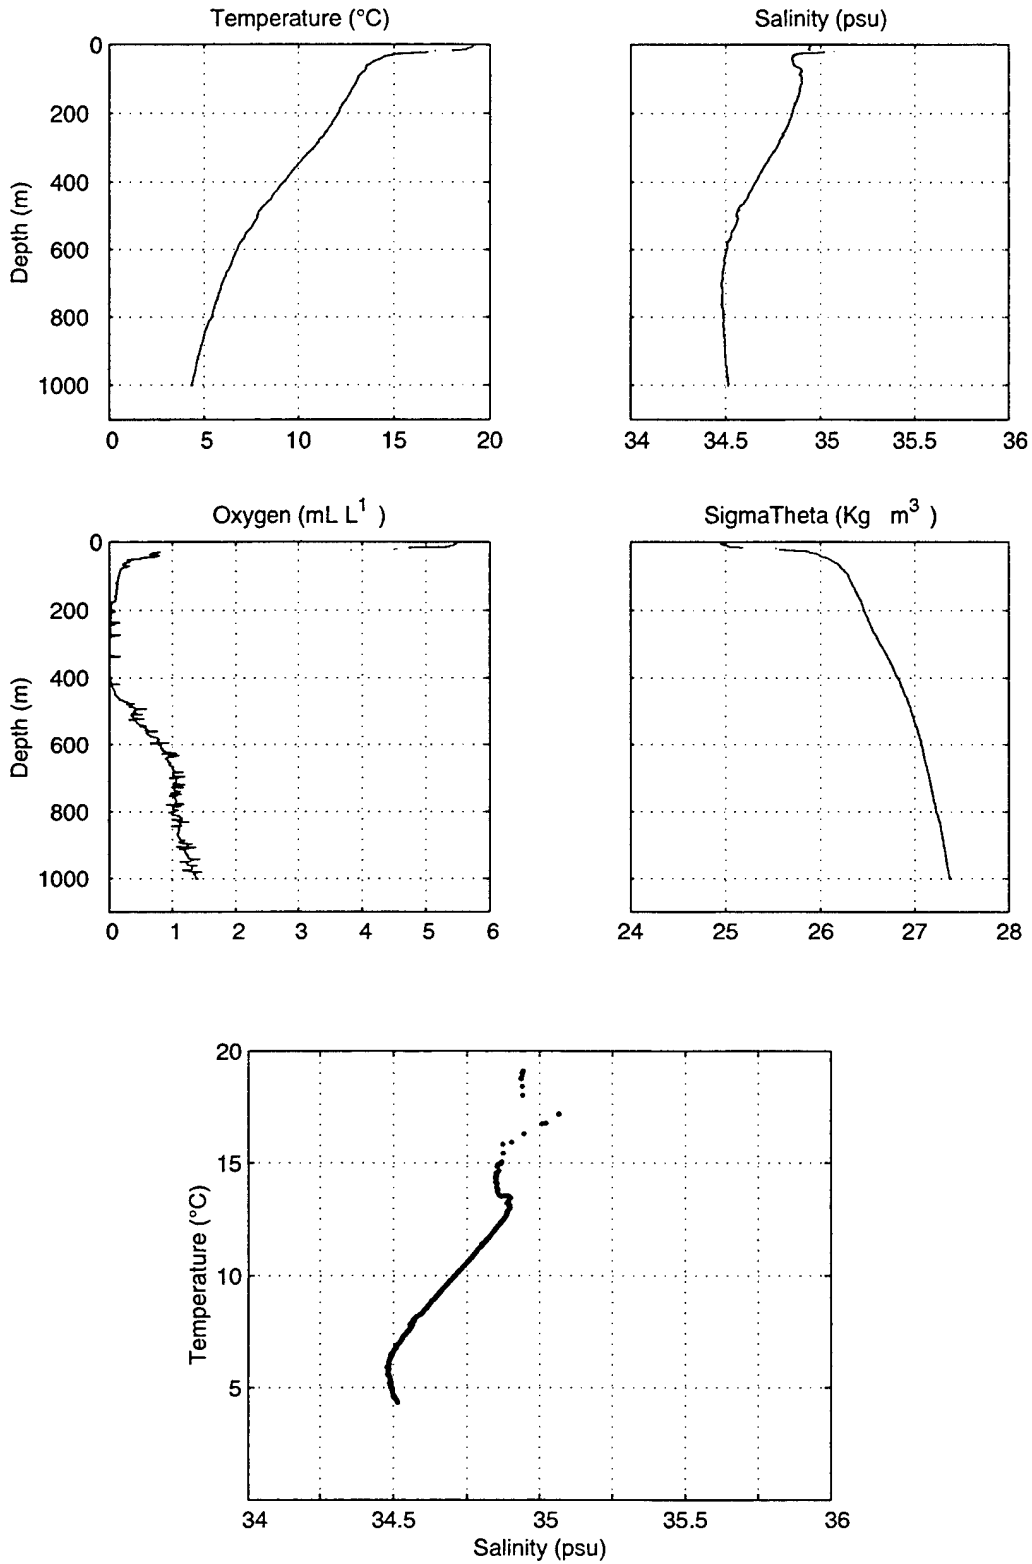 Temperature (°C)
Salinity (psu)
0
200
400
600
800
1000
Depth (m)
0 5 10 15 20
34 34.5 35 35.5 36
Oxygen (mL L¹ )
SigmaTheta (Kg m³ )
0
200
400
600
800
1000
Depth (m)
0 1 2 3 4 5 6
24 25 26 27 28
20
15
10
5
Temperature (°C)
34 34.5 35 35.5 36
Salinity (psu)